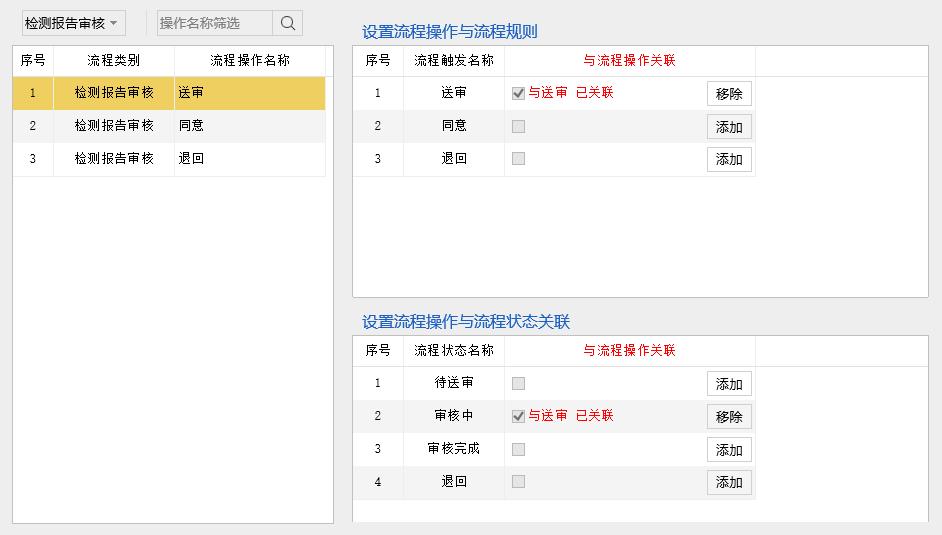 检测报告审核
操作名称筛选
序号 流程类别 流程操作名称
1 检测报告审核 送审
2 检测报告审核 同意
3 检测报告审核 退回
设置流程操作与流程规则
序号 流程触发名称 与流程操作关联
1 送审 与送审 已关联 移除
2 同意 添加
3 退回 添加
设置流程操作与流程状态关联
序号 流程状态名称 与流程操作关联
1 待送审 添加
2 审核中 与送审 已关联 移除
3 审核完成 添加
4 退回 添加